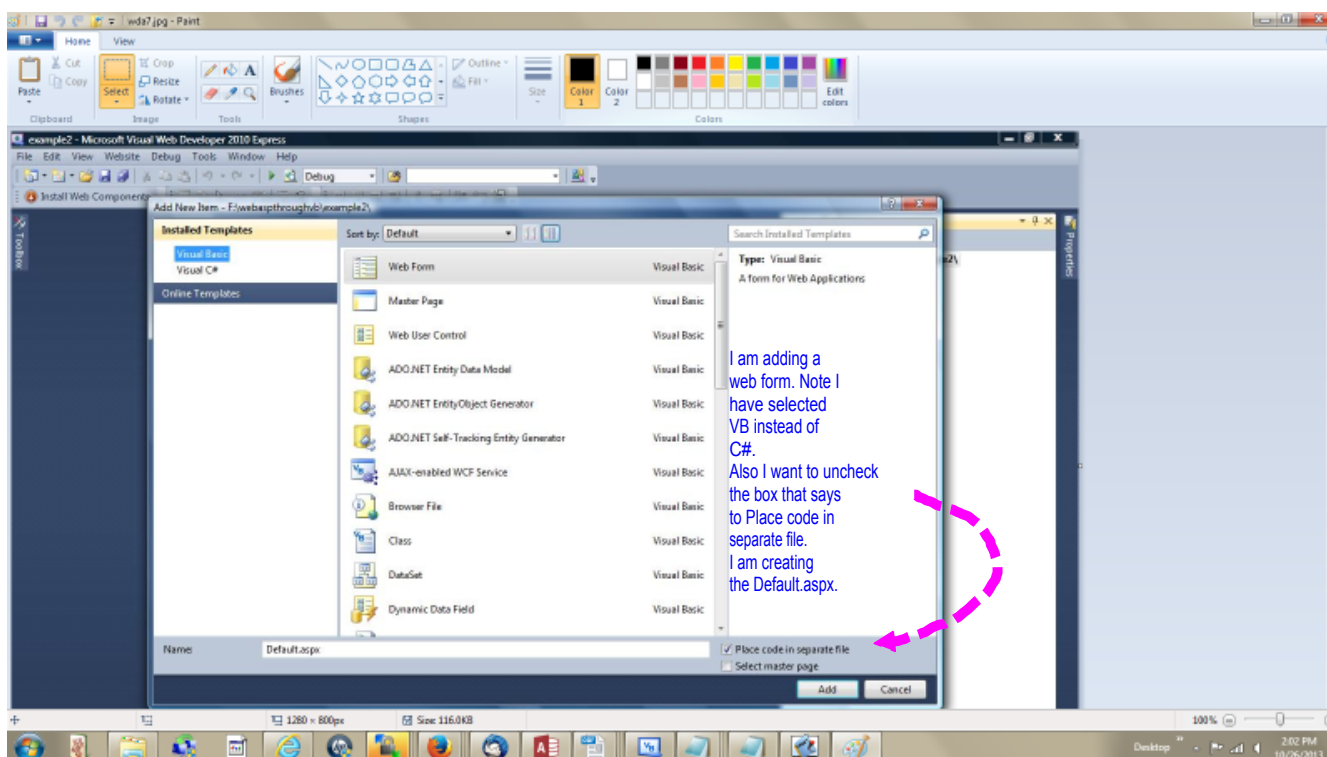 wda7.jpg - Paint
Home View
Cut
Copy
Paste
Clipboard
Select
Crop
Resize
Rotate
Image
Tools
Brushes
Outline
Fill
Shapes
Size
Color 1
Color 2
Edit colors
Colors
example2 - Microsoft Visual Web Developer 2010 Express
File Edit View Website Debug Tools Window Help
Debug
Install Web Components
Toolbox
Properties
Add New Item - F:\webaspthroughvb\example2\
Installed Templates
Visual Basic
Visual C#
Online Templates
Sort by: Default
Search Installed Templates
Type: Visual Basic
A form for Web Applications
Web Form Visual Basic
Master Page Visual Basic
Web User Control Visual Basic
ADO.NET Entity Data Model Visual Basic
ADO.NET EntityObject Generator Visual Basic
ADO.NET Self-Tracking Entity Generator Visual Basic
AJAX-enabled WCF Service Visual Basic
Browser File Visual Basic
Class Visual Basic
DataSet Visual Basic
Dynamic Data Field Visual Basic
I am adding a
web form. Note I
have selected
VB instead of
C#.
Also I want to uncheck
the box that says
to Place code in
separate file.
I am creating
the Default.aspx.
Name: Default.aspx
Place code in separate file
Select master page
Add Cancel
1280 × 800px
Size: 116.0KB
100%
Desktop
2:02 PM
10/26/2013